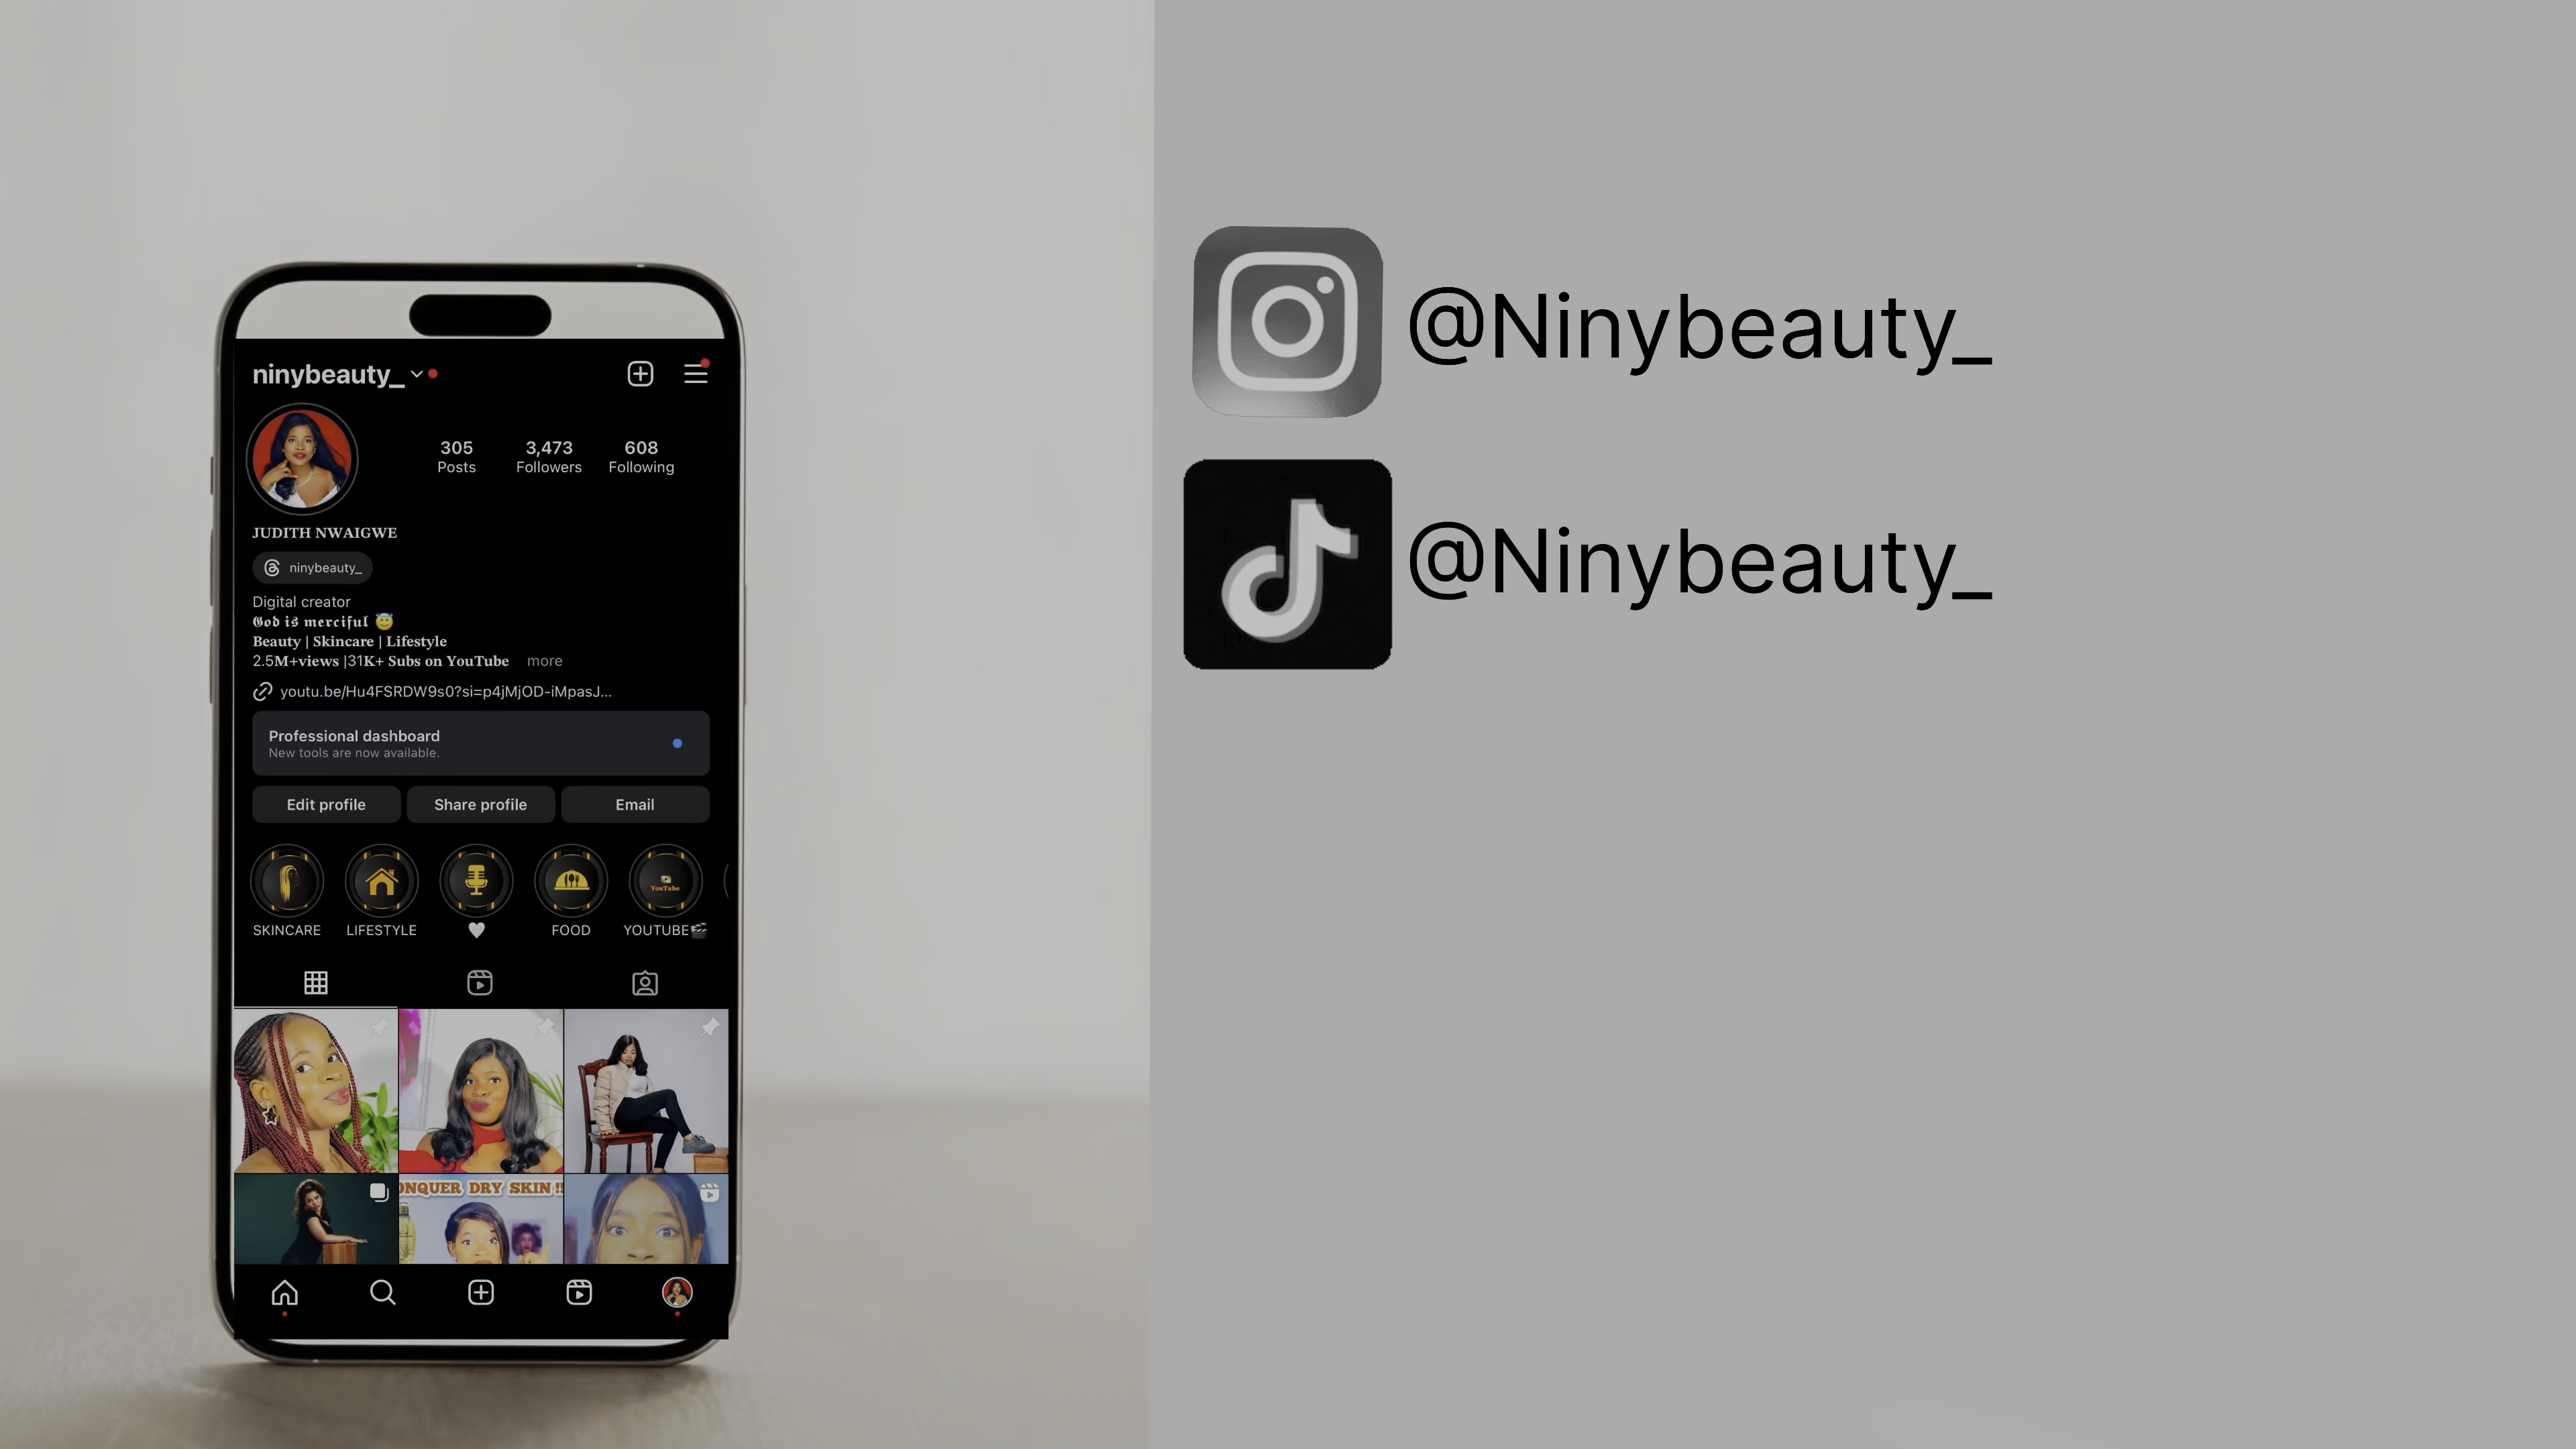 ninybeauty_
305
Posts
3,473
Followers
608
Following
JUDITH NWAIGWE
ninybeauty_
Digital creator
𝕲𝖔𝖉 𝖎𝖘 𝖒𝖊𝖗𝖈𝖎𝖋𝖚𝖑 😇
Beauty | Skincare | Lifestyle
2.5M+views |31K+ Subs on YouTube more
youtu.be/Hu4FSRDW9s0?si=p4jMjOD-iMpasJ...
Professional dashboard
New tools are now available.
Edit profile
Share profile
Email
YouTube
SKINCARE
LIFESTYLE
🤍
FOOD
YOUTUBE🎬
ONQUER DRY SKIN !!
@Ninybeauty_
@Ninybeauty_